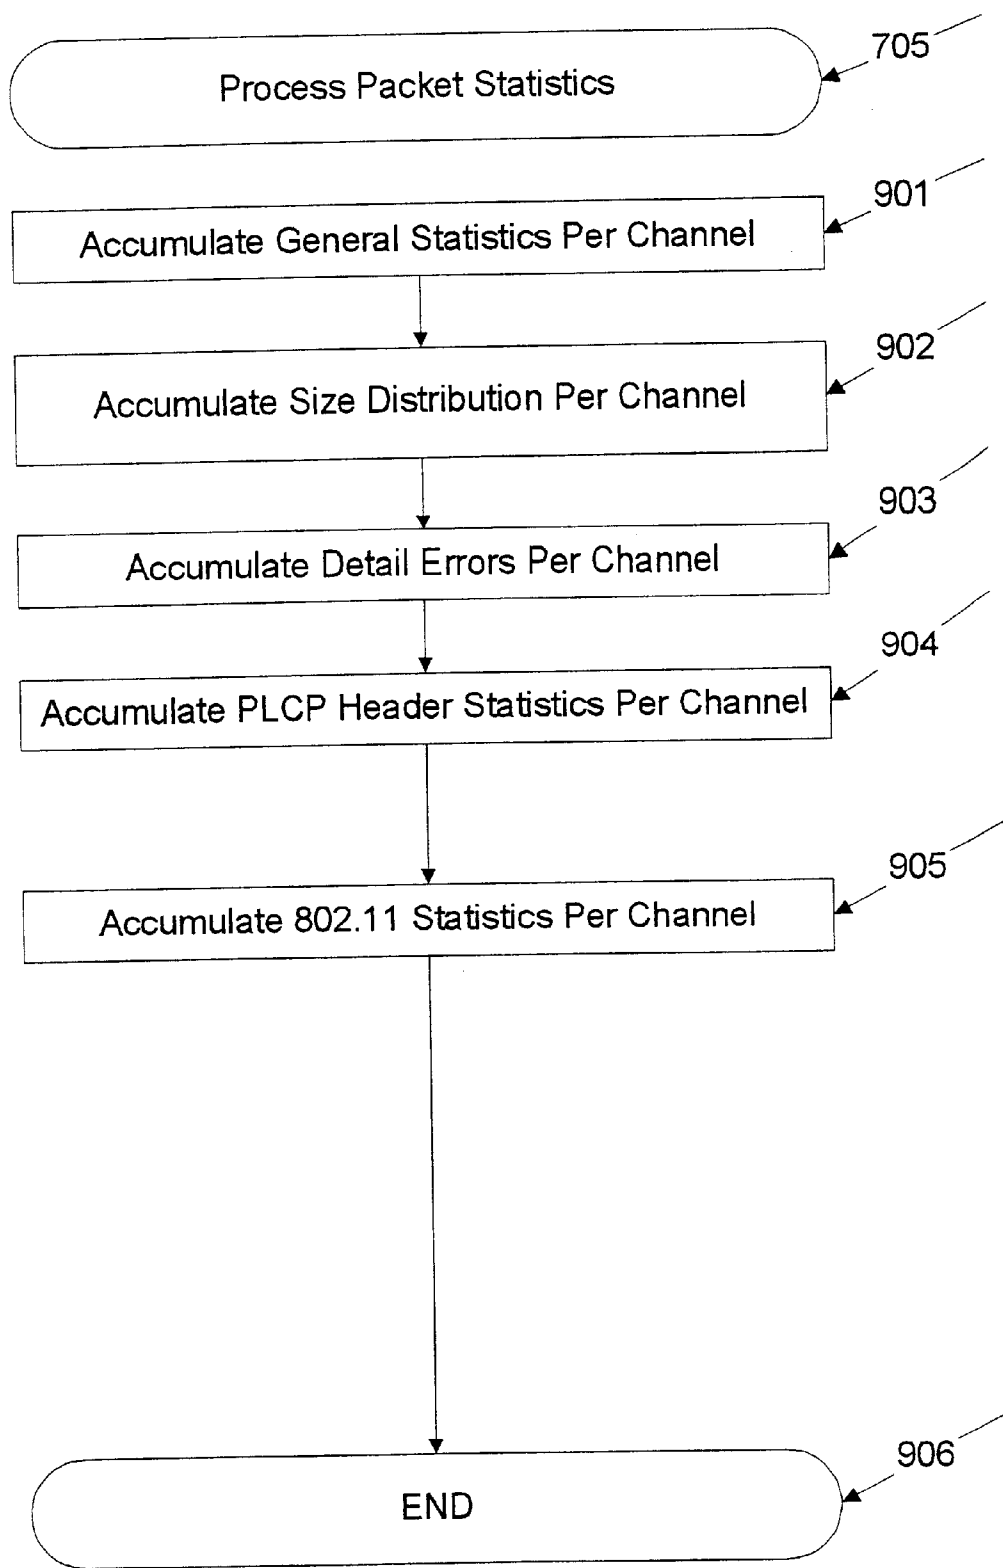 705
Process Packet Statistics
901
Accumulate General Statistics Per Channel
902
Accumulate Size Distribution Per Channel
903
Accumulate Detail Errors Per Channel
904
Accumulate PLCP Header Statistics Per Channel
905
Accumulate 802.11 Statistics Per Channel
906
END